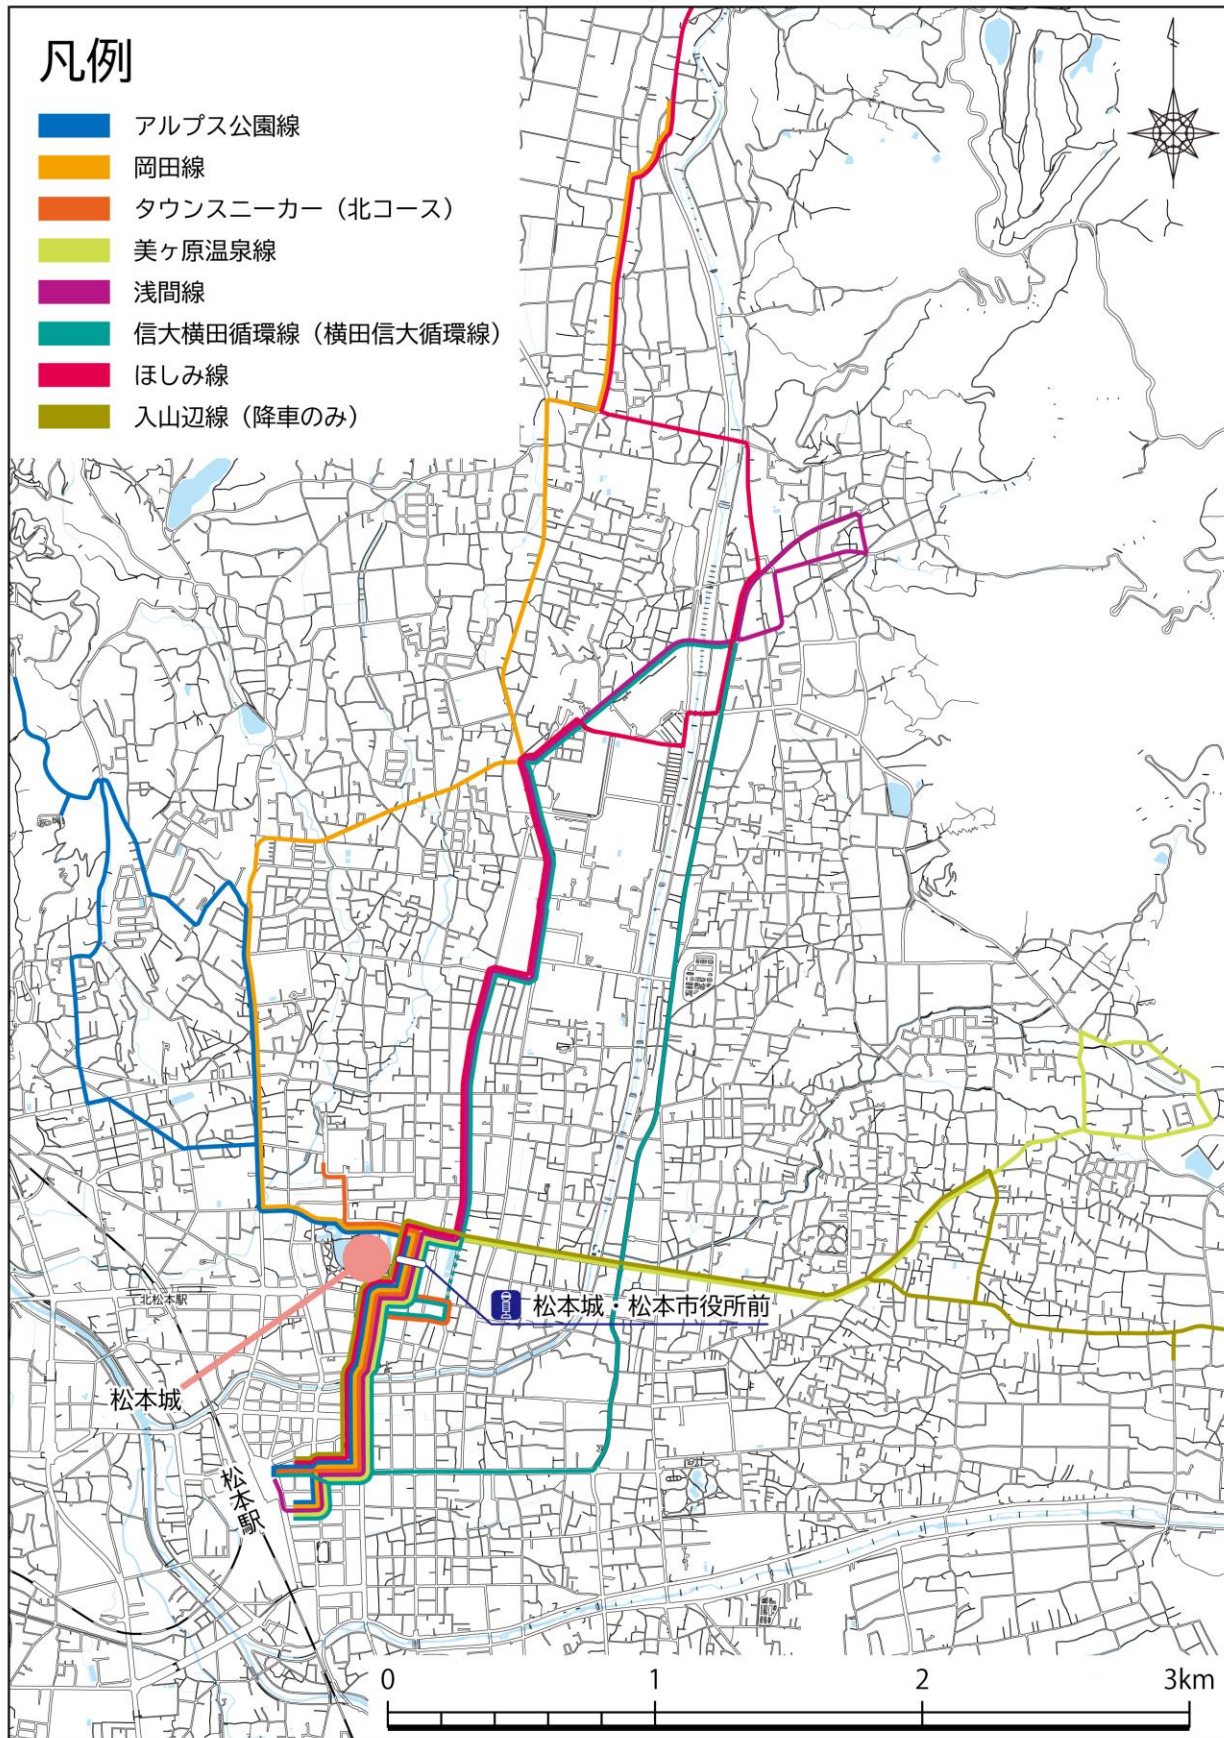 凡例
アルプス公園線
岡田線
タウンスニーカー（北コース）
美ヶ原温泉線
浅間線
信大横田循環線（横田信大循環線）
ほしみ線
入山辺線（降車のみ）
北松本駅
松本城・松本市役所前
松本城
松本駅
0 1 2 3km